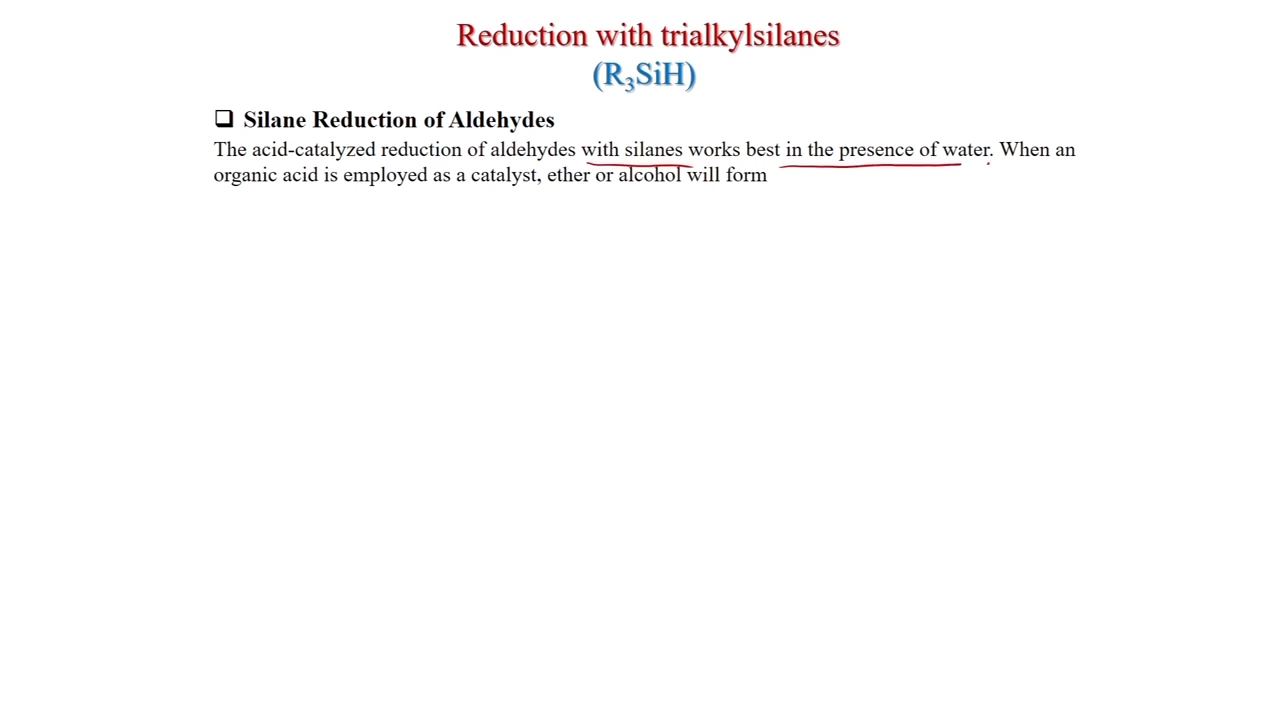 Reduction with trialkylsilanes
(R₃SiH)
❑ Silane Reduction of Aldehydes
The acid-catalyzed reduction of aldehydes with silanes works best in the presence of water. When an
organic acid is employed as a catalyst, ether or alcohol will form